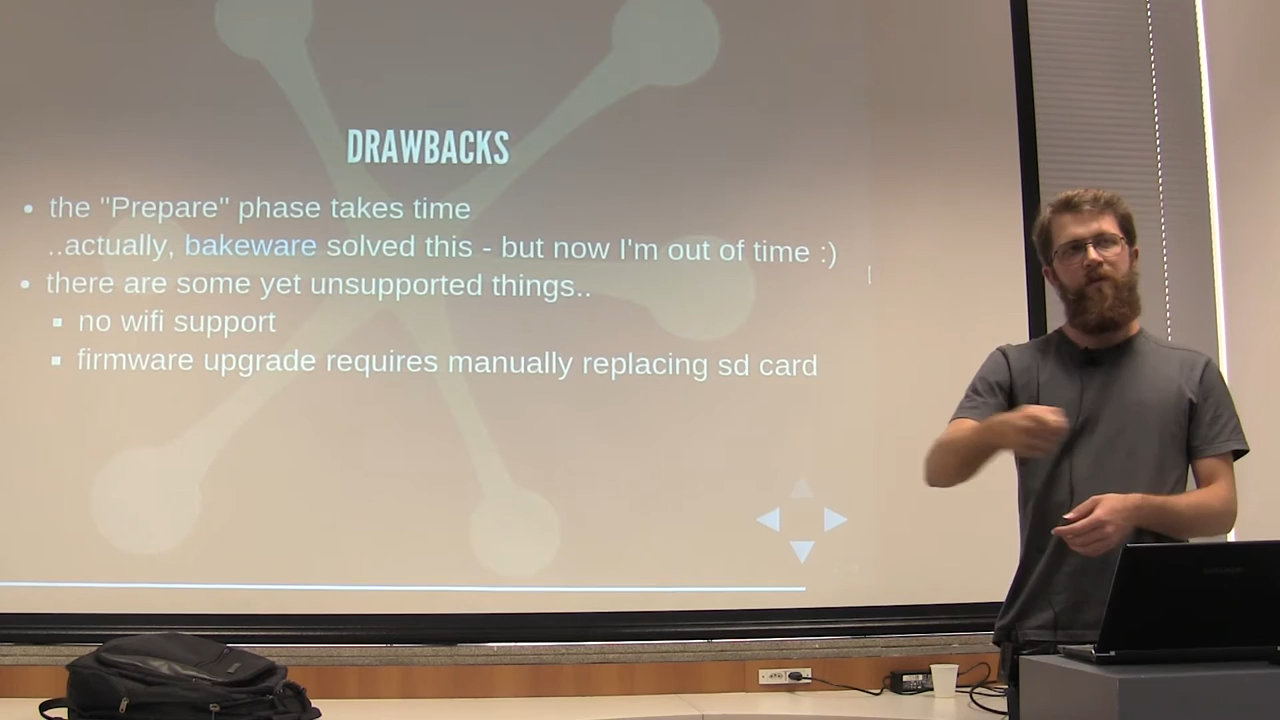 DRAWBACKS
the "Prepare" phase takes time
..actually, bakeware solved this - but now I'm out of time :)
there are some yet unsupported things..
no wifi support
firmware upgrade requires manually replacing sd card